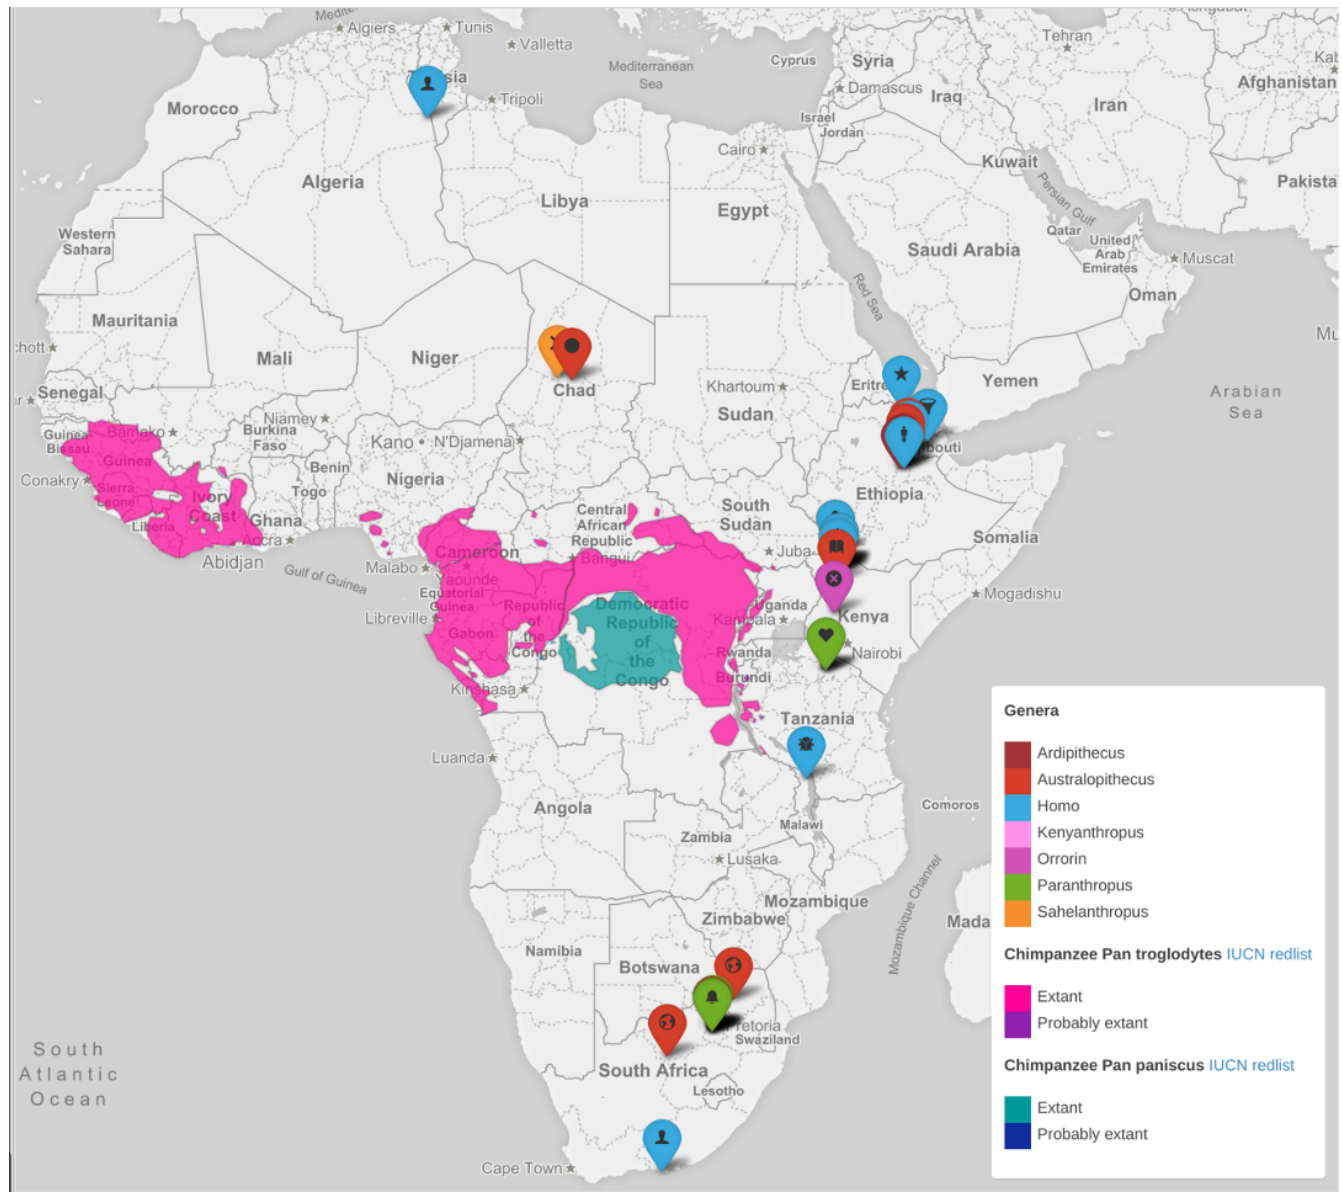 Algiers
Tunis
Valletta
Mediterranean
Sea
Cyprus
Syria
Tehran
Afghanistan
Damascus
Iraq
Iran
Tripoli
Morocco
Israel
Jordan
Cairo
Kuwait
Algeria
Libya
Egypt
Persian Gulf
Qatar
United
Arab
Emirates
Western
Sahara
Saudi Arabia
Muscat
Oman
Red Sea
Mauritania
Mali
Niger
Chad
Khartoum
Sudan
Yemen
Arabian
Sea
Senegal
Niamey
Burkina
Faso
Guinea-
Bissau
Bamako
Guinea
Kano
N'Djamena
Benin
Nigeria
Togo
Conakry
Sierra
Leone
Ivory
Coast
Ghana
Liberia
Accra
Abidjan
Gulf of Guinea
Ethiopia
Central
African
Republic
South
Sudan
Somalia
Cameroon
Bangui
Juba
Malabo
Yaounde
Equatorial
Guinea
Mogadishu
Libreville
Republic
of
the
Congo
Democratic
Republic
of
the
Congo
Uganda
Kampala
Kenya
Gabon
Rwanda
Nairobi
Burundi
Kinshasa
Tanzania
Luanda
Angola
Comoros
Malawi
Zambia
Lusaka
Mozambique
Zimbabwe
Mozambique Channel
Mada
Namibia
Botswana
Swaziland
South Africa
Lesotho
Cape Town
South
Atlantic
Ocean
Genera
Ardipithecus
Australopithecus
Homo
Kenyanthropus
Orrorin
Paranthropus
Sahelanthropus
Chimpanzee Pan troglodytes IUCN redlist
Extant
Probably extant
Chimpanzee Pan paniscus IUCN redlist
Extant
Probably extant